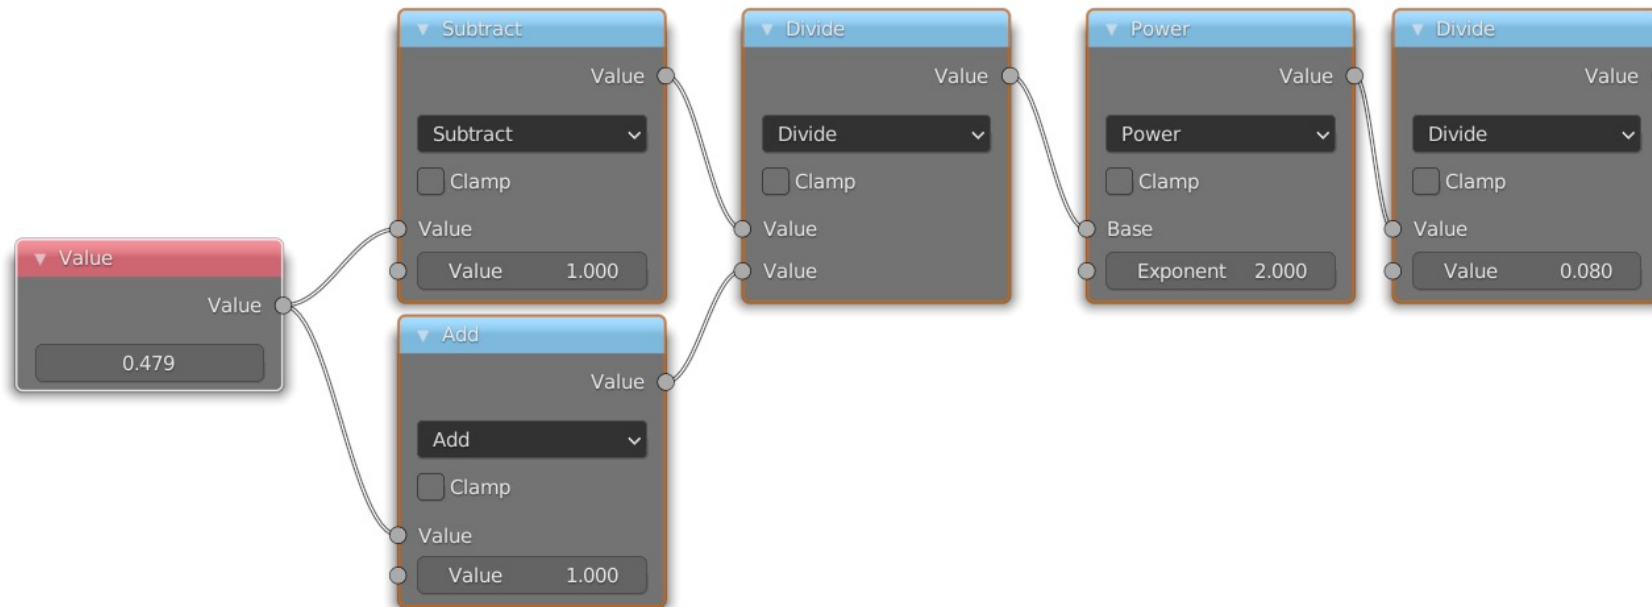 Value
Value
0.479
Subtract
Value
Subtract
Clamp
Value
Value 1.000
Add
Value
Add
Clamp
Value
Value 1.000
Divide
Value
Divide
Clamp
Value
Value
Power
Value
Power
Clamp
Base
Exponent 2.000
Divide
Value
Divide
Clamp
Value
Value 0.080